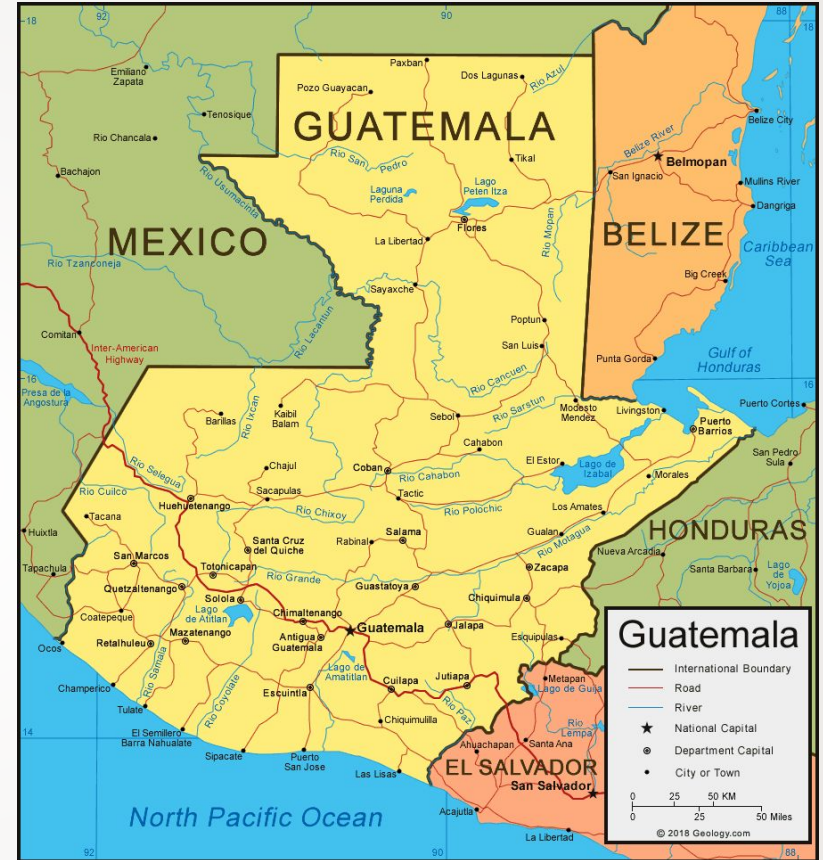 92
90
88
18
18
Emiliano
Zapata
Paxban
Dos Lagunas
Rio Azul
Pozo Guayacan
Tenosique
GUATEMALA
Belize City
Rio Chancala
Belize River
Rio San Pedro
Tikal
Belmopan
Bachajon
San Ignacio
Rio Usumacinta
Laguna
Perdida
Lago
Peten Itza
Mullins River
Dangriga
Flores
MEXICO
La Libertad
Rio Mopan
BELIZE
Caribbean
Sea
Rio Tzanconeja
Sayaxche
Big Creek
Rio Lacantun
Poptun
Comitan
Inter-American
Highway
San Luis
Punta Gorda
Gulf of
Honduras
16
16
Presa de la
Angostura
Rio Cancuen
Rio Ixcan
Barillas
Kaibil
Balam
Sebol
Rio Sarstun
Modesto
Mendez
Livingston
Puerto Cortes
Puerto
Barrios
Cahabon
Rio Selegua
Chajul
Coban
Rio Cahabon
El Estor
Lago de
Izabal
San Pedro
Sula
Morales
Rio Cuilco
Huehuetenango
Sacapulas
Tactic
Rio Chixoy
Rio Polochic
Los Amates
Tacana
Huixtla
Rabinal
Salama
Gualan
Rio Motagua
HONDURAS
Santa Cruz
del Quiche
San Marcos
Nueva Arcadia
Tapachula
Totonicapan
Zacapa
Santa Barbara
Lago
de
Yojoa
Rio Grande
Quetzaltenango
Guastatoya
Solola
Chiquimula
Lago
de Atitlan
Coatepeque
Chimaltenango
Guatemala
Jalapa
Mazatenango
Retalhuleu
Antigua
Guatemala
Esquipulas
Ocos
Lago de
Amatitlan
Rio Samala
Rio Coyolate
Champerico
Escuintla
Cuilapa
Jutiapa
Metapan
Lago de Guija
Tulate
Rio Paz
Chiquimulilla
Rio
Lempa
El Semillero
Barra Nahualate
14
Sipacate
Puerto
San Jose
Las Lisas
Ahuachapan
Santa Ana
EL SALVADOR
San Salvador
Acajutla
La Libertad
North Pacific Ocean
92
90
88
Guatemala
International Boundary
Road
River
National Capital
Department Capital
City or Town
0 25 50 KM
0 25 50 Miles
© 2018 Geology.com